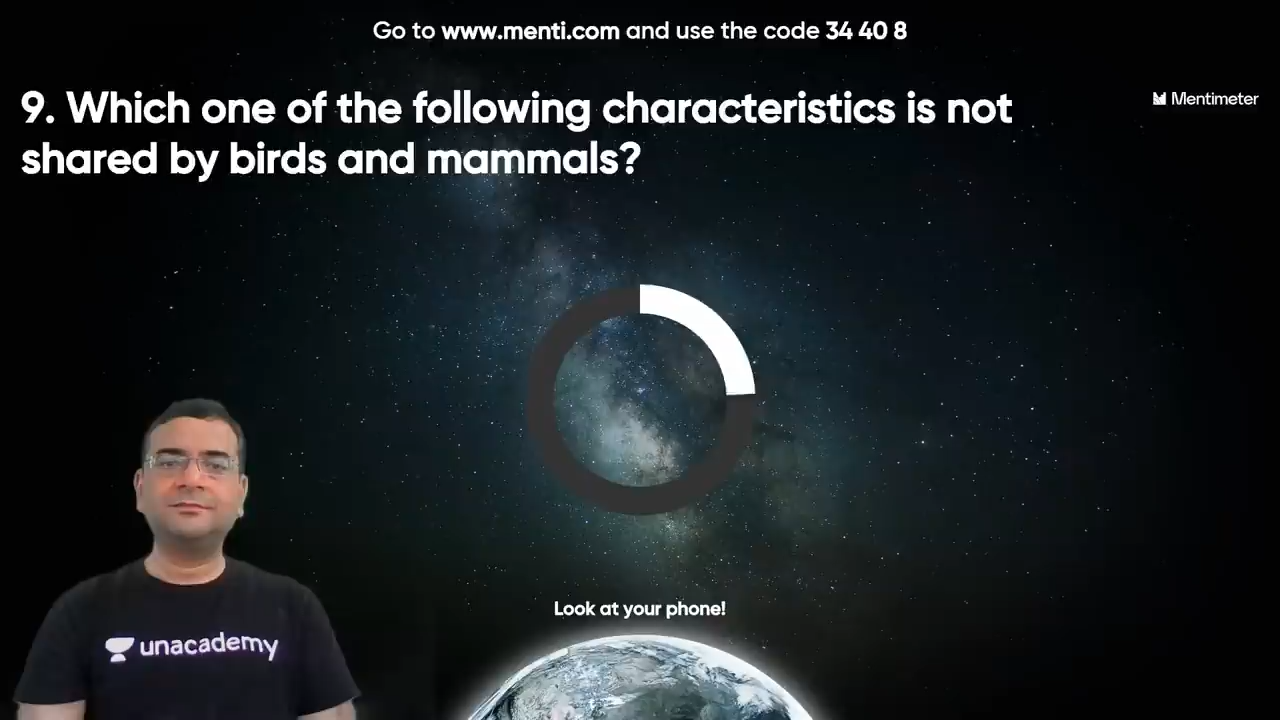 Go to www.menti.com and use the code 34 40 8
9. Which one of the following characteristics is not
shared by birds and mammals?
Mentimeter
Look at your phone!
unacademy